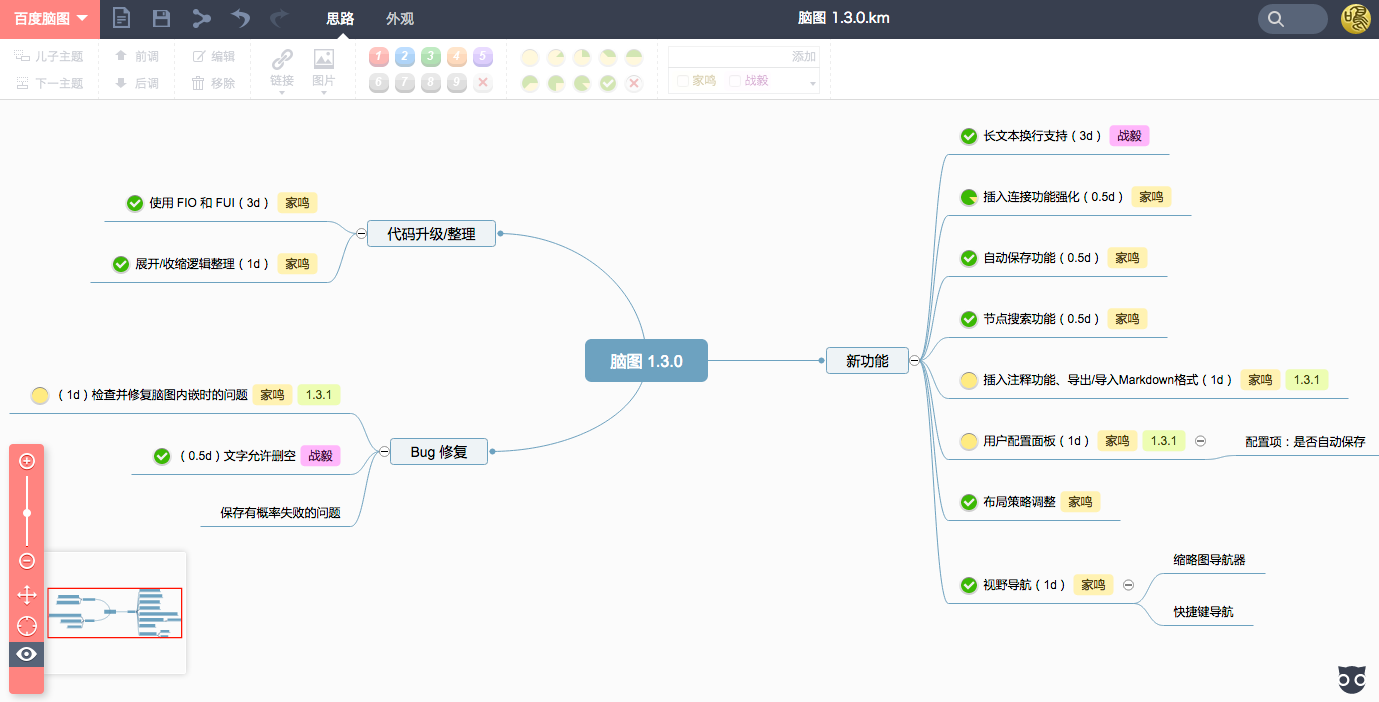 百度脑图
思路
外观
脑图 1.3.0.km
儿子主题
前调
编辑
链接
图片
1 2 3 4 5
添加
下一主题
后调
移除
6 7 8 9
家鸣
战毅
长文本换行支持（3d） 战毅
插入连接功能强化（0.5d） 家鸣
自动保存功能（0.5d） 家鸣
节点搜索功能（0.5d） 家鸣
新功能
插入注释功能、导出/导入Markdown格式（1d） 家鸣 1.3.1
用户配置面板（1d） 家鸣 1.3.1
配置项：是否自动保存
布局策略调整 家鸣
视野导航（1d） 家鸣
缩略图导航器
快捷键导航
脑图 1.3.0
使用 FIO 和 FUI（3d） 家鸣
代码升级/整理
展开/收缩逻辑整理（1d） 家鸣
（1d）检查并修复脑图内嵌时的问题 家鸣 1.3.1
Bug 修复
（0.5d）文字允许删空 战毅
保存有概率失败的问题